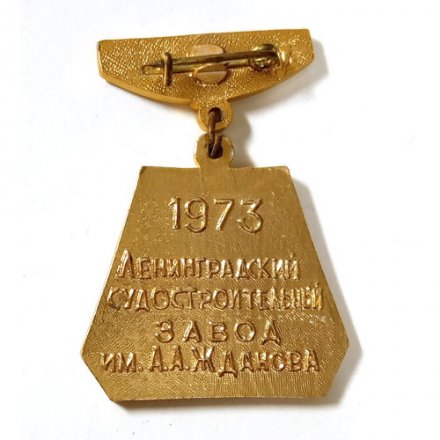 1973
ЛЕНИНГРАДСКИЙ
СУДОСТРОИТЕЛЬНЫЙ
ЗАВОД
ИМ. А.А.ЖДАНОВА